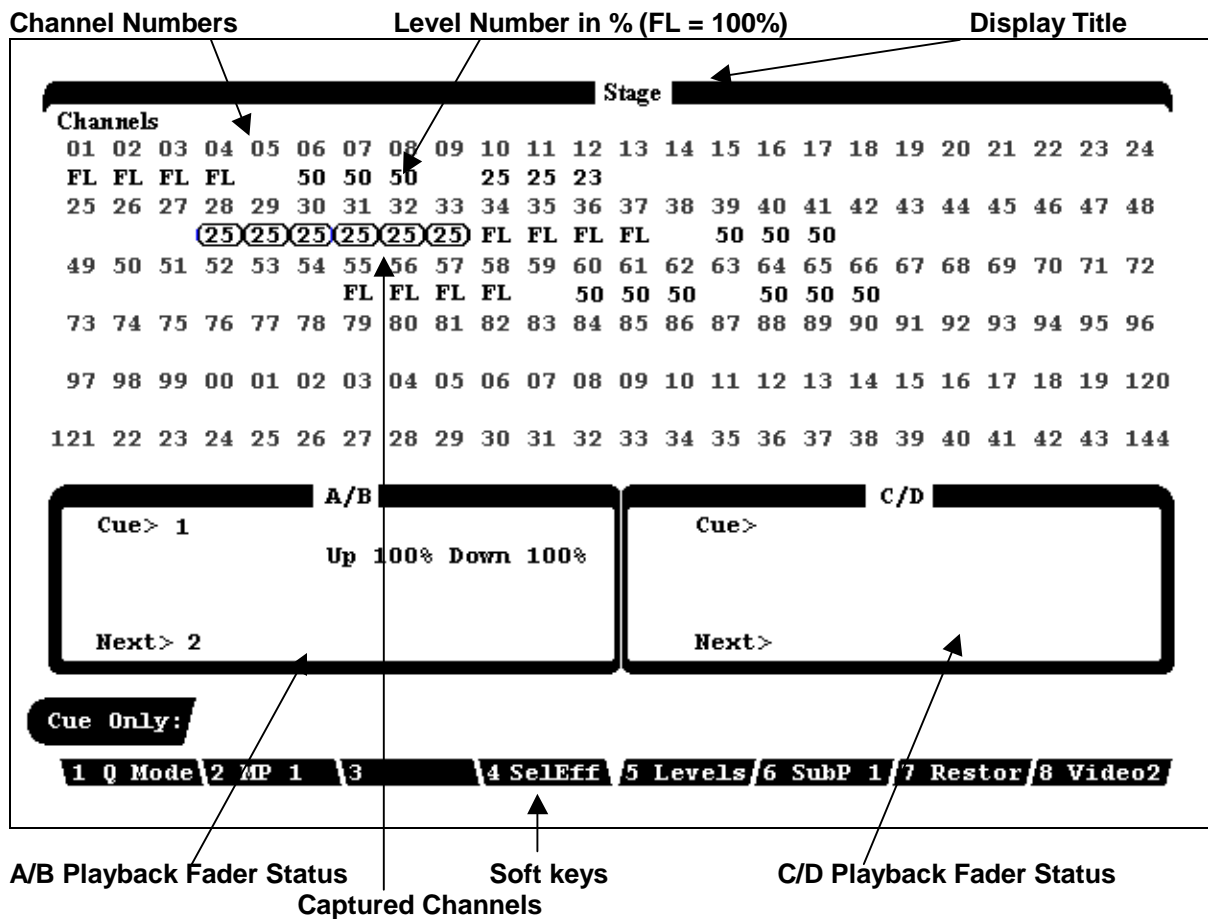 Channel Numbers Level Number in % (FL = 100%) Display Title
Stage
Channels
01 02 03 04 05 06 07 08 09 10 11 12 13 14 15 16 17 18 19 20 21 22 23 24
FL FL FL FL 50 50 50 25 25 23
25 26 27 28 29 30 31 32 33 34 35 36 37 38 39 40 41 42 43 44 45 46 47 48
25 25 25 25 25 25 FL FL FL FL 50 50 50
49 50 51 52 53 54 55 56 57 58 59 60 61 62 63 64 65 66 67 68 69 70 71 72
FL FL FL FL 50 50 50 50 50 50
73 74 75 76 77 78 79 80 81 82 83 84 85 86 87 88 89 90 91 92 93 94 95 96
97 98 99 00 01 02 03 04 05 06 07 08 09 10 11 12 13 14 15 16 17 18 19 120
121 22 23 24 25 26 27 28 29 30 31 32 33 34 35 36 37 38 39 40 41 42 43 144
A/B C/D
Cue> 1 Cue>
Up 100% Down 100%
Next> 2 Next>
Cue Only:
1 Q Mode 2 MP 1 3 4 SelEff 5 Levels 6 SubP 1 7 Restor 8 Video2
A/B Playback Fader Status Soft keys C/D Playback Fader Status
Captured Channels